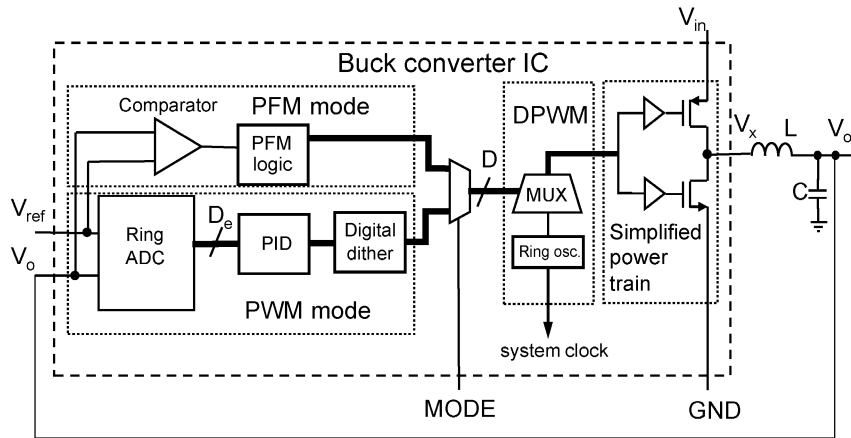 Vin
Buck converter IC
Comparator
PFM mode
PFM
logic
DPWM
D
MUX
Ring osc.
system clock
Vx
L
Vo
C
Simplified
power
train
Vref
Vo
Ring
ADC
De
PID
Digital
dither
PWM mode
MODE
GND